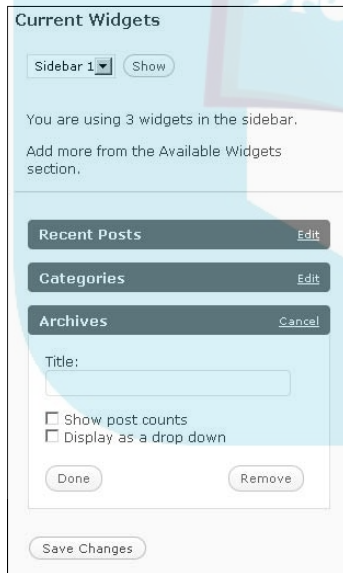 Current Widgets
Sidebar 1 Show
You are using 3 widgets in the sidebar.
Add more from the Available Widgets
section.
Recent Posts Edit
Categories Edit
Archives Cancel
Title:
Show post counts
Display as a drop down
Done Remove
Save Changes